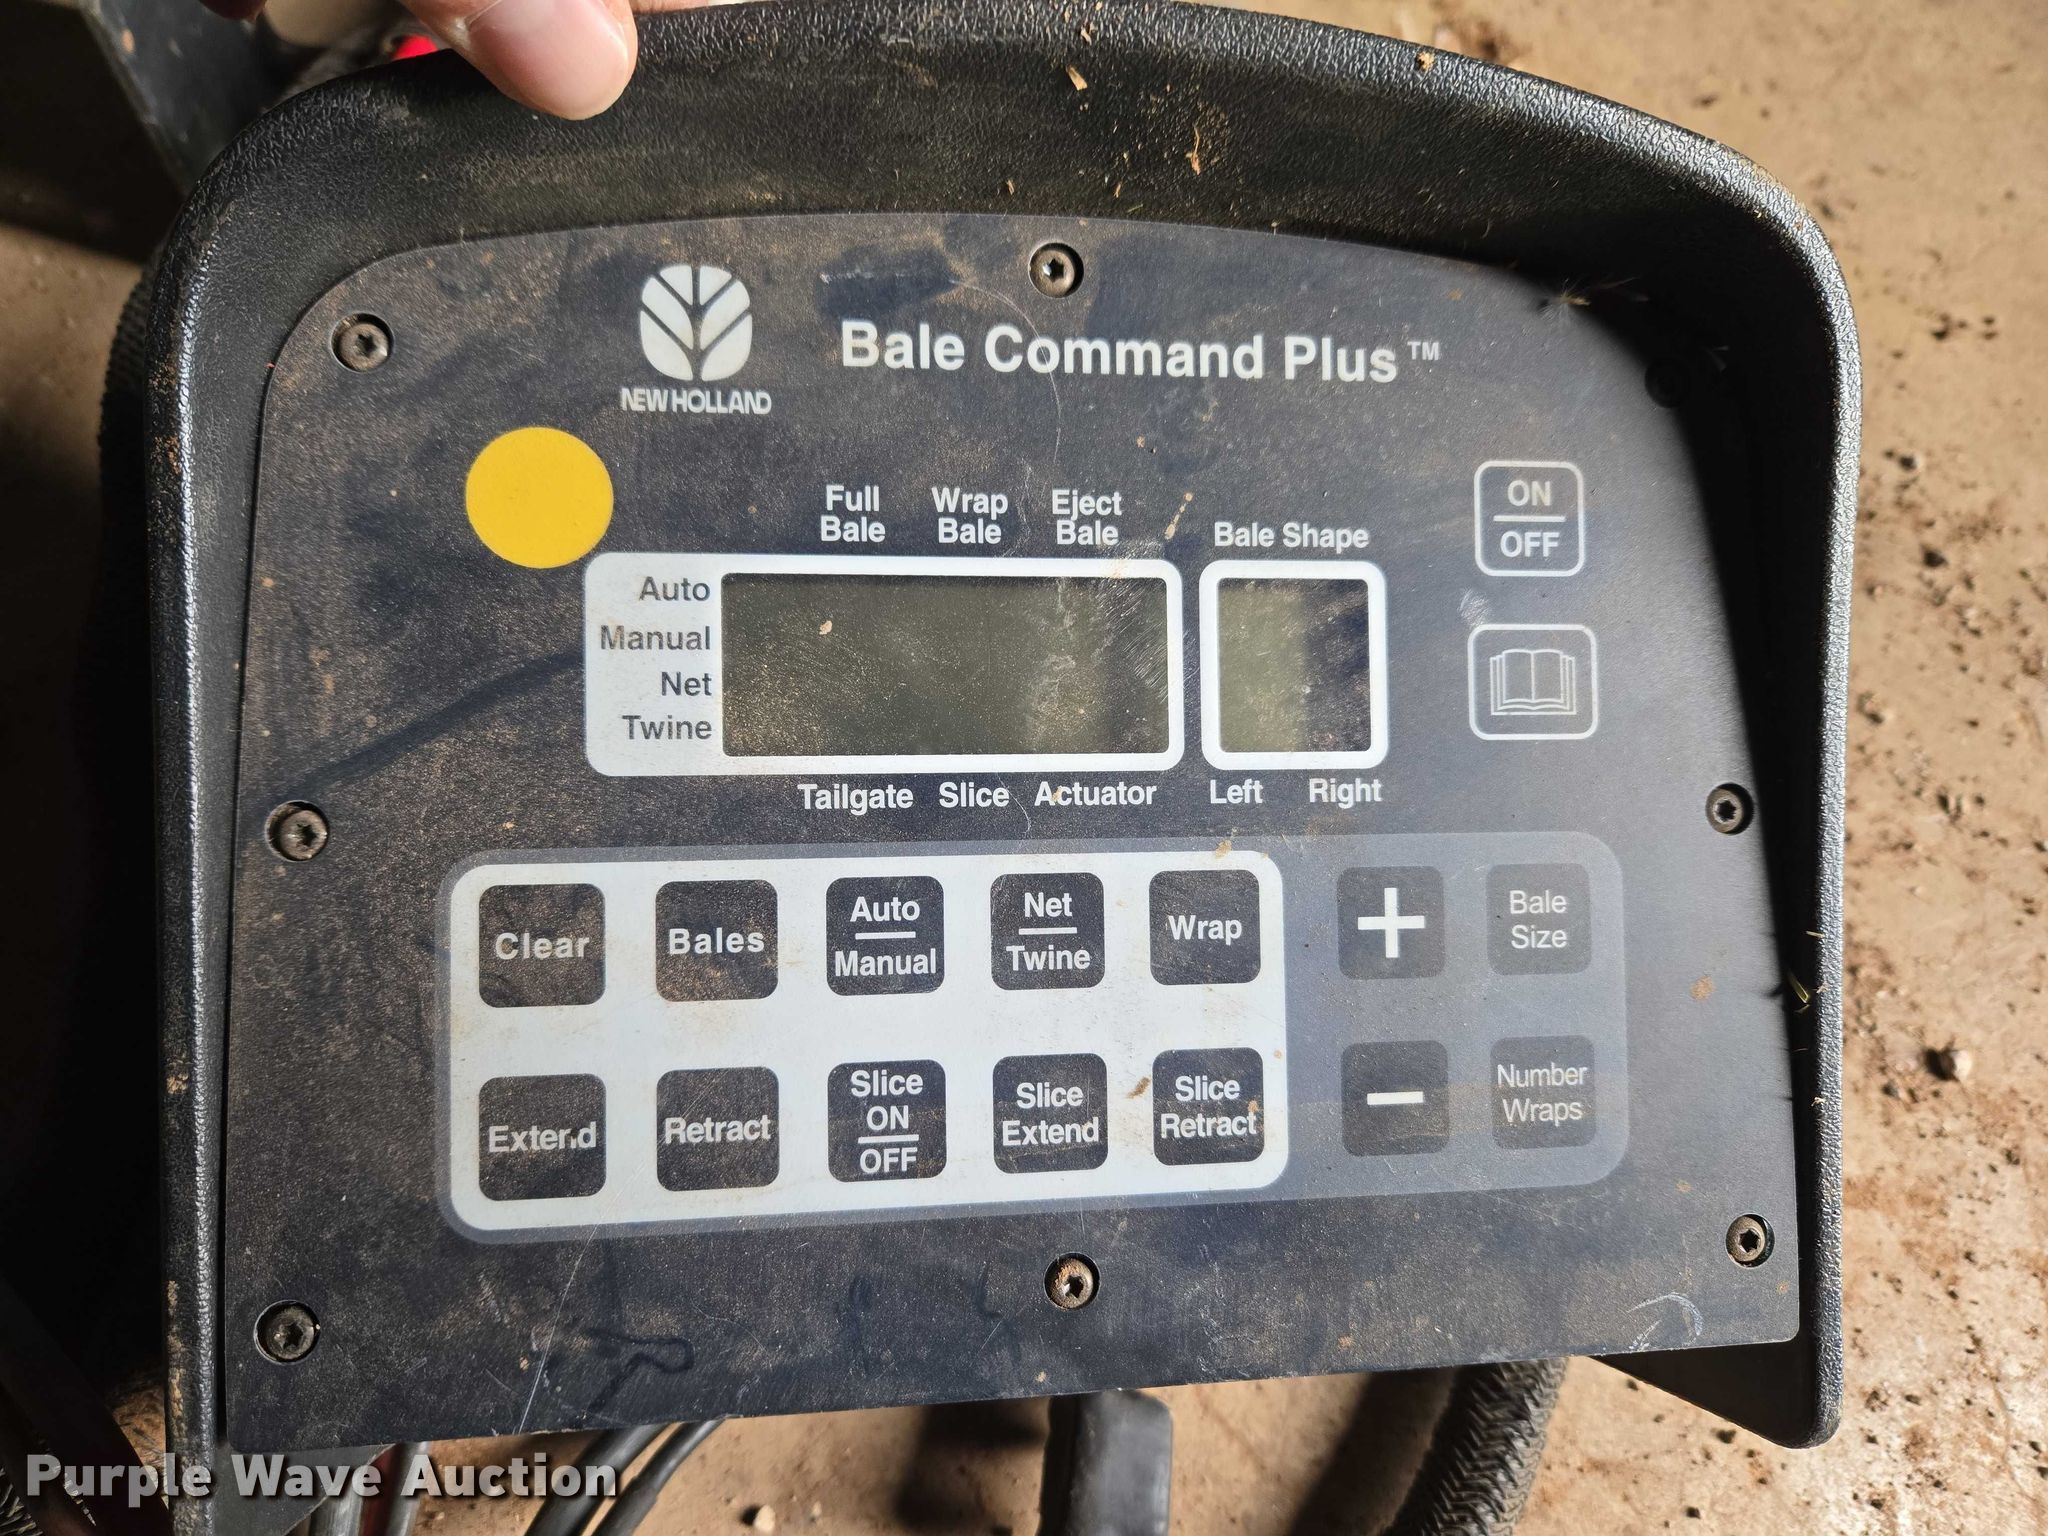 NEW HOLLAND
Bale Command Plus™
Full
Bale
Wrap
Bale
Eject
Bale
Bale Shape
ON
OFF
Auto
Manual
Net
Twine
Tailgate
Slice
Actuator
Left
Right
Clear
Bales
Auto
Manual
Net
Twine
Wrap
+
Bale
Size
Extend
Retract
Slice
ON
OFF
Slice
Extend
Slice
Retract
−
Number
Wraps
Purple Wave Auction